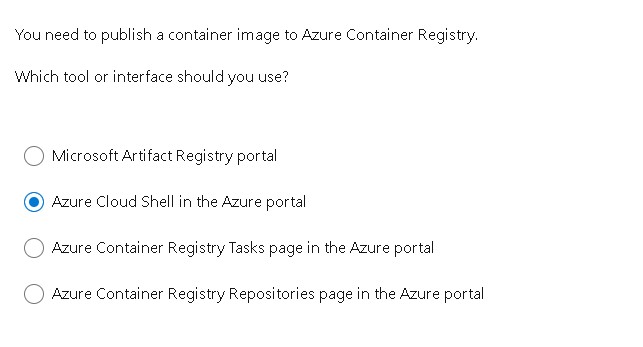 You need to publish a container image to Azure Container Registry.
Which tool or interface should you use?
Microsoft Artifact Registry portal
Azure Cloud Shell in the Azure portal
Azure Container Registry Tasks page in the Azure portal
Azure Container Registry Repositories page in the Azure portal